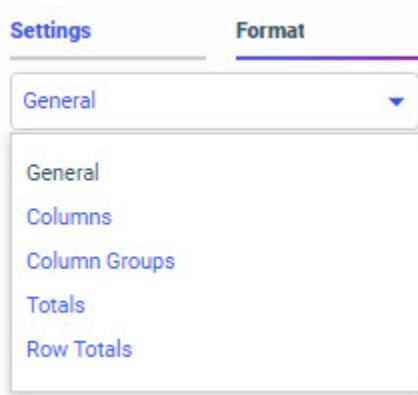 Settings Format
General
General
Columns
Column Groups
Totals
Row Totals